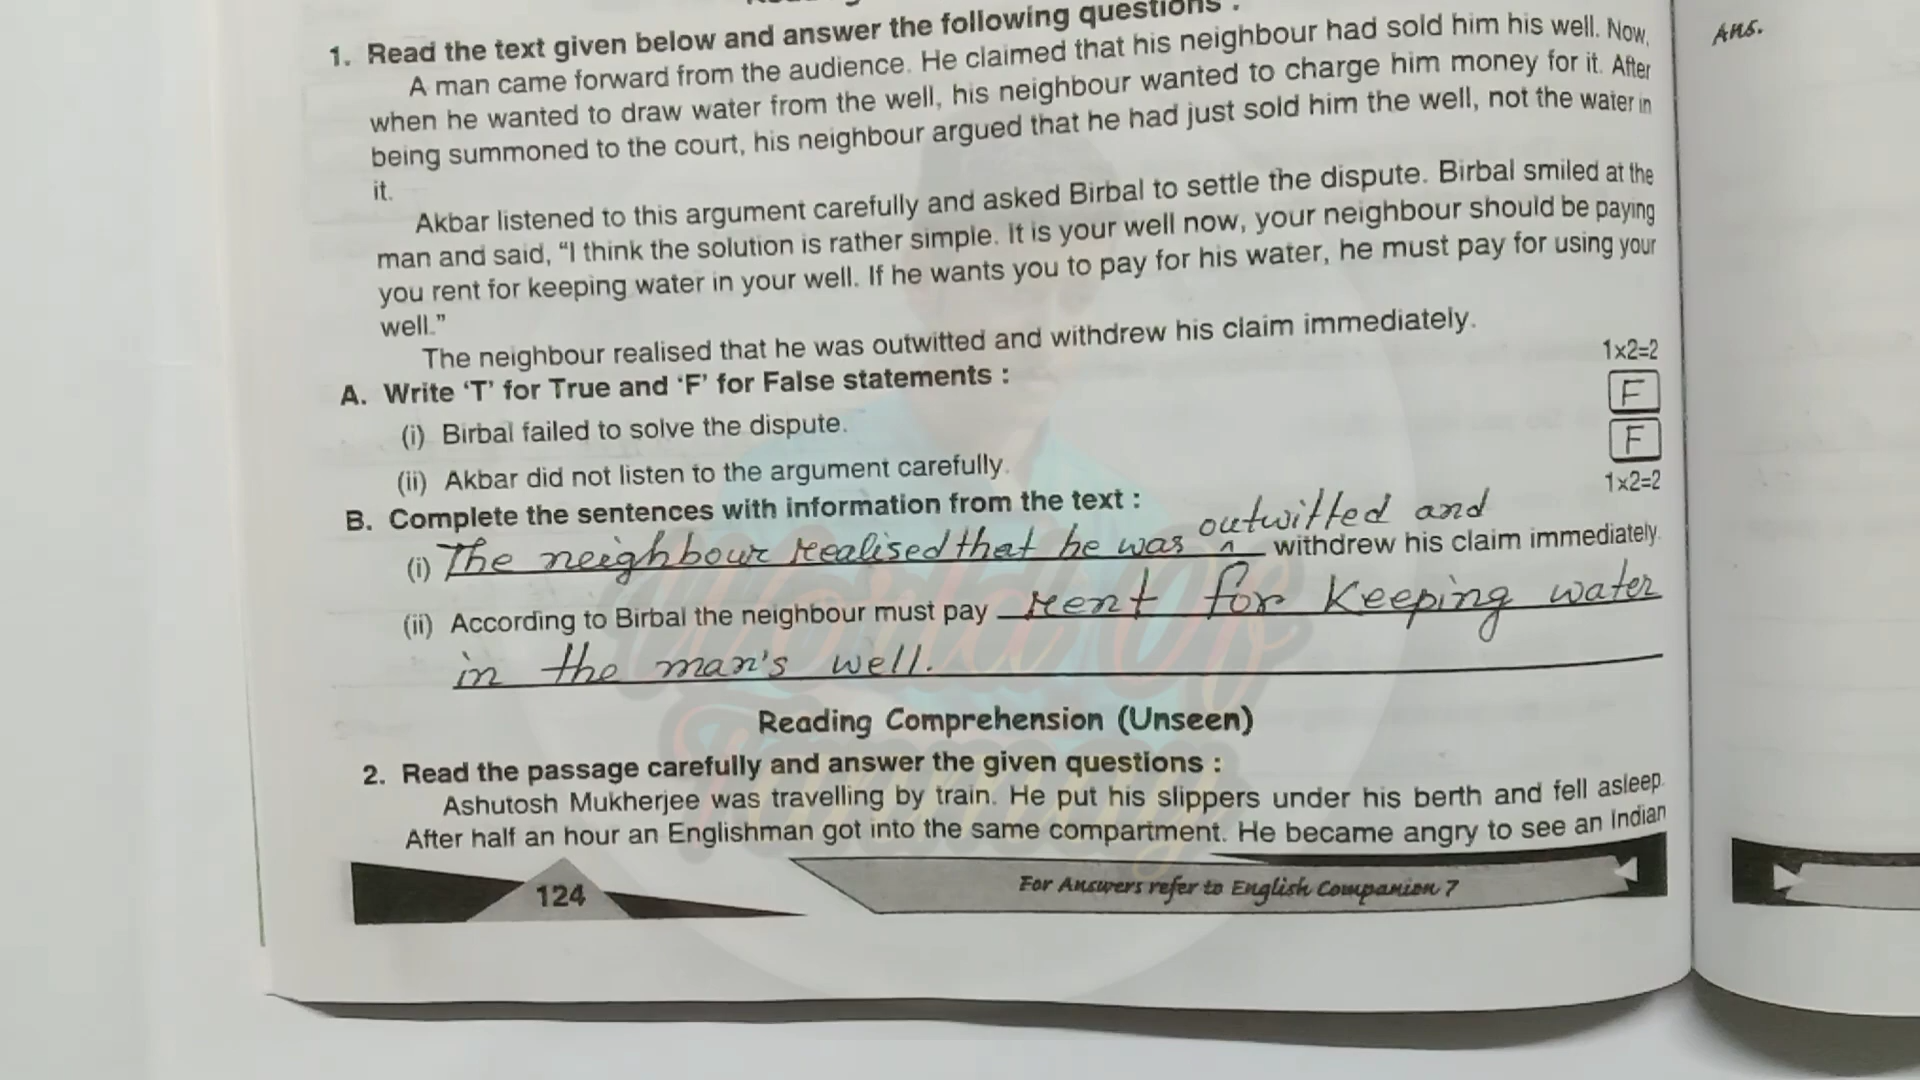 1. Read the text given below and answer the following questions :
Ans.
A man came forward from the audience. He claimed that his neighbour had sold him his well. Now,
when he wanted to draw water from the well, his neighbour wanted to charge him money for it. After
being summoned to the court, his neighbour argued that he had just sold him the well, not the water in
it.
Akbar listened to this argument carefully and asked Birbal to settle the dispute. Birbal smiled at the
man and said, “I think the solution is rather simple. It is your well now, your neighbour should be paying
you rent for keeping water in your well. If he wants you to pay for his water, he must pay for using your
well.”
The neighbour realised that he was outwitted and withdrew his claim immediately.
A. Write ‘T’ for True and ‘F’ for False statements :
1x2=2
(i) Birbal failed to solve the dispute.
F
(ii) Akbar did not listen to the argument carefully.
F
B. Complete the sentences with information from the text :
1x2=2
outwitted and
(i) The neighbour realised that he was ^ withdrew his claim immediately.
(ii) According to Birbal the neighbour must pay rent for keeping water
in the man's well.
Reading Comprehension (Unseen)
2. Read the passage carefully and answer the given questions :
Ashutosh Mukherjee was travelling by train. He put his slippers under his berth and fell asleep.
After half an hour an Englishman got into the same compartment. He became angry to see an Indian
124
For Answers refer to English Companion 7
World Of